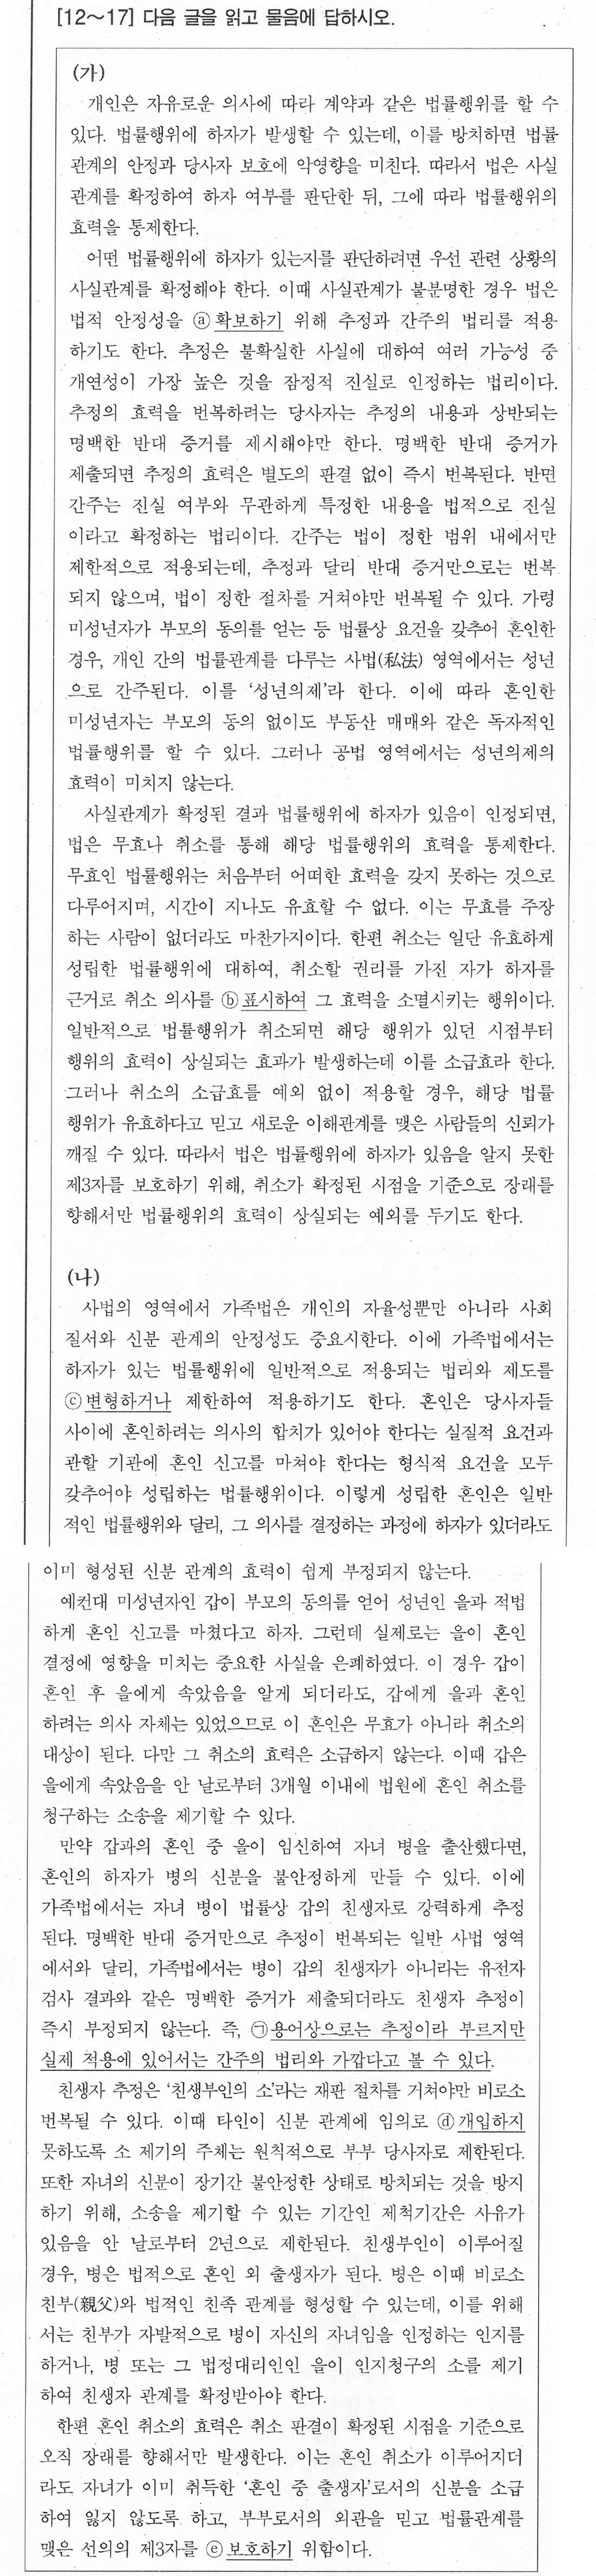 [12~17] 다음 글을 읽고 물음에 답하시오.
(가)
개인은 자유로운 의사에 따라 계약과 같은 법률행위를 할 수
있다. 법률행위에 하자가 발생할 수 있는데, 이를 방치하면 법률
관계의 안정과 당사자 보호에 악영향을 미친다. 따라서 법은 사실
관계를 확정하여 하자 여부를 판단한 뒤, 그에 따라 법률행위의
효력을 통제한다.
어떤 법률행위에 하자가 있는지를 판단하려면 우선 관련 상황의
사실관계를 확정해야 한다. 이때 사실관계가 불분명한 경우 법은
법적 안정성을 ⓐ확보하기 위해 추정과 간주의 법리를 적용
하기도 한다. 추정은 불확실한 사실에 대하여 여러 가능성 중
개연성이 가장 높은 것을 잠정적 진실로 인정하는 법리이다.
추정의 효력을 번복하려는 당사자는 추정의 내용과 상반되는
명백한 반대 증거를 제시해야만 한다. 명백한 반대 증거가
제출되면 추정의 효력은 별도의 판결 없이 즉시 번복된다. 반면
간주는 진실 여부와 무관하게 특정한 내용을 법적으로 진실
이라고 확정하는 법리이다. 간주는 법이 정한 범위 내에서만
제한적으로 적용되는데, 추정과 달리 반대 증거만으로는 번복
되지 않으며, 법이 정한 절차를 거쳐야만 번복될 수 있다. 가령
미성년자가 부모의 동의를 얻는 등 법률상 요건을 갖추어 혼인한
경우, 개인 간의 법률관계를 다루는 사법(私法) 영역에서는 성년
으로 간주된다. 이를 ‘성년의제’라 한다. 이에 따라 혼인한
미성년자는 부모의 동의 없이도 부동산 매매와 같은 독자적인
법률행위를 할 수 있다. 그러나 공법 영역에서는 성년의제의
효력이 미치지 않는다.
사실관계가 확정된 결과 법률행위에 하자가 있음이 인정되면,
법은 무효나 취소를 통해 해당 법률행위의 효력을 통제한다.
무효인 법률행위는 처음부터 어떠한 효력을 갖지 못하는 것으로
다루어지며, 시간이 지나도 유효할 수 없다. 이는 무효를 주장
하는 사람이 없더라도 마찬가지이다. 한편 취소는 일단 유효하게
성립한 법률행위에 대하여, 취소할 권리를 가진 자가 하자를
근거로 취소 의사를 ⓑ표시하여 그 효력을 소멸시키는 행위이다.
일반적으로 법률행위가 취소되면 해당 행위가 있던 시점부터
행위의 효력이 상실되는 효과가 발생하는데 이를 소급효라 한다.
그러나 취소의 소급효를 예외 없이 적용할 경우, 해당 법률
행위가 유효하다고 믿고 새로운 이해관계를 맺은 사람들의 신뢰가
깨질 수 있다. 따라서 법은 법률행위에 하자가 있음을 알지 못한
제3자를 보호하기 위해, 취소가 확정된 시점을 기준으로 장래를
향해서만 법률행위의 효력이 상실되는 예외를 두기도 한다.
(나)
사법의 영역에서 가족법은 개인의 자율성뿐만 아니라 사회
질서와 신분 관계의 안정성도 중요시한다. 이에 가족법에서는
하자가 있는 법률행위에 일반적으로 적용되는 법리와 제도를
ⓒ변형하거나 제한하여 적용하기도 한다. 혼인은 당사자들
사이에 혼인하려는 의사의 합치가 있어야 한다는 실질적 요건과
관할 기관에 혼인 신고를 마쳐야 한다는 형식적 요건을 모두
갖추어야 성립하는 법률행위이다. 이렇게 성립한 혼인은 일반
적인 법률행위와 달리, 그 의사를 결정하는 과정에 하자가 있더라도
이미 형성된 신분 관계의 효력이 쉽게 부정되지 않는다.
예컨대 미성년자인 갑이 부모의 동의를 얻어 성년인 을과 적법
하게 혼인 신고를 마쳤다고 하자. 그런데 실제로는 을이 혼인
결정에 영향을 미치는 중요한 사실을 은폐하였다. 이 경우 갑이
혼인 후 을에게 속았음을 알게 되더라도, 갑에게 을과 혼인
하려는 의사 자체는 있었으므로 이 혼인은 무효가 아니라 취소의
대상이 된다. 다만 그 취소의 효력은 소급하지 않는다. 이때 갑은
을에게 속았음을 안 날로부터 3개월 이내에 법원에 혼인 취소를
청구하는 소송을 제기할 수 있다.
만약 갑과의 혼인 중 을이 임신하여 자녀 병을 출산했다면,
혼인의 하자가 병의 신분을 불안정하게 만들 수 있다. 이에
가족법에서는 자녀 병이 법률상 갑의 친생자로 강력하게 추정
된다. 명백한 반대 증거만으로 추정이 번복되는 일반 사법 영역
에서와 달리, 가족법에서는 병이 갑의 친생자가 아니라는 유전자
검사 결과와 같은 명백한 증거가 제출되더라도 친생자 추정이
즉시 부정되지 않는다. 즉, ㉠용어상으로는 추정이라 부르지만
실제 적용에 있어서는 간주의 법리와 가깝다고 볼 수 있다.
친생자 추정은 ‘친생부인의 소’라는 재판 절차를 거쳐야만 비로소
번복될 수 있다. 이때 타인이 신분 관계에 임의로 ⓓ개입하지
못하도록 소 제기의 주체는 원칙적으로 부부 당사자로 제한된다.
또한 자녀의 신분이 장기간 불안정한 상태로 방치되는 것을 방지
하기 위해, 소송을 제기할 수 있는 기간인 제척기간은 사유가
있음을 안 날로부터 2년으로 제한된다. 친생부인이 이루어질
경우, 병은 법적으로 혼인 외 출생자가 된다. 병은 이때 비로소
친부(親父)와 법적인 친족 관계를 형성할 수 있는데, 이를 위해
서는 친부가 자발적으로 병이 자신의 자녀임을 인정하는 인지를
하거나, 병 또는 그 법정대리인인 을이 인지청구의 소를 제기
하여 친생자 관계를 확정받아야 한다.
한편 혼인 취소의 효력은 취소 판결이 확정된 시점을 기준으로
오직 장래를 향해서만 발생한다. 이는 혼인 취소가 이루어지더
라도 자녀가 이미 취득한 ‘혼인 중 출생자’로서의 신분을 소급
하여 잃지 않도록 하고, 부부로서의 외관을 믿고 법률관계를
맺은 선의의 제3자를 ⓔ보호하기 위함이다.